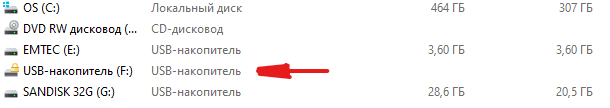 OS (C:) Локальный диск 464 ГБ 307 ГБ
DVD RW дисковод (... CD-дисковод
EMTEC (E:) USB-накопитель 3,60 ГБ 3,60 ГБ
USB-накопитель (F:) USB-накопитель
SANDISK 32G (G:) USB-накопитель 28,6 ГБ 20,5 ГБ